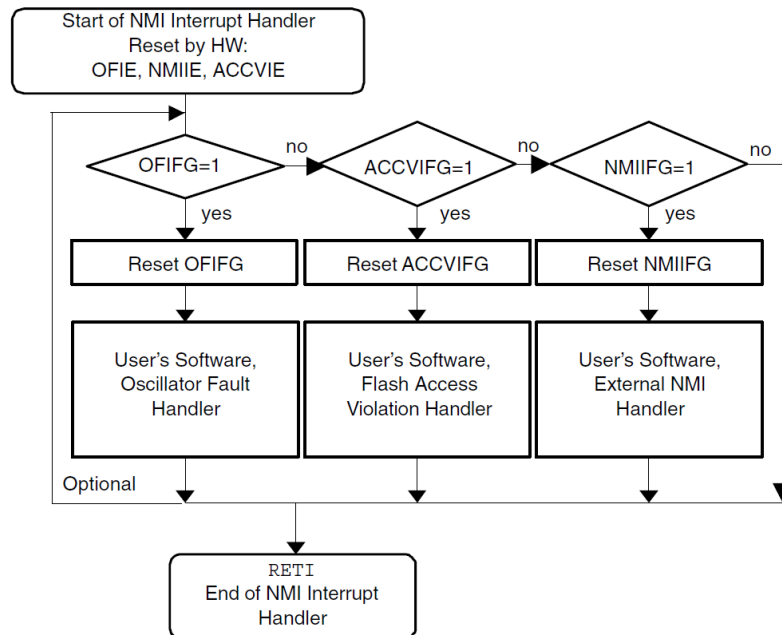 Start of NMI Interrupt Handler
Reset by HW:
OFIE, NMIIE, ACCVIE
OFIFG=1
no
ACCVIFG=1
no
NMIIFG=1
no
yes
yes
yes
Reset OFIFG
Reset ACCVIFG
Reset NMIIFG
User's Software,
Oscillator Fault
Handler
User's Software,
Flash Access
Violation Handler
User's Software,
External NMI
Handler
Optional
RETI
End of NMI Interrupt
Handler